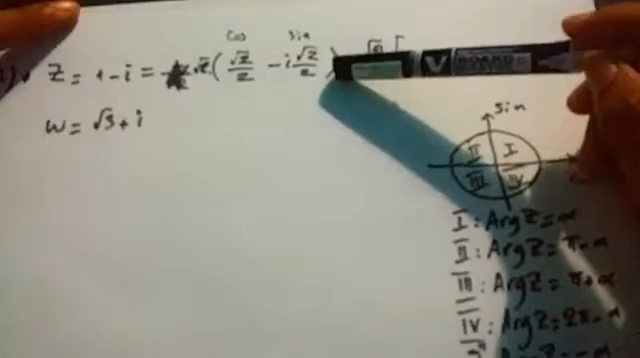 Cos sin
Z = 1-i = √2 ( √2/2 - i √2/2 )
W = √3 + i
sin
II I
III IV
I : Arg Z = α
II : Arg Z = π - α
III : Arg Z = π + α
IV : Arg Z = 2π - α